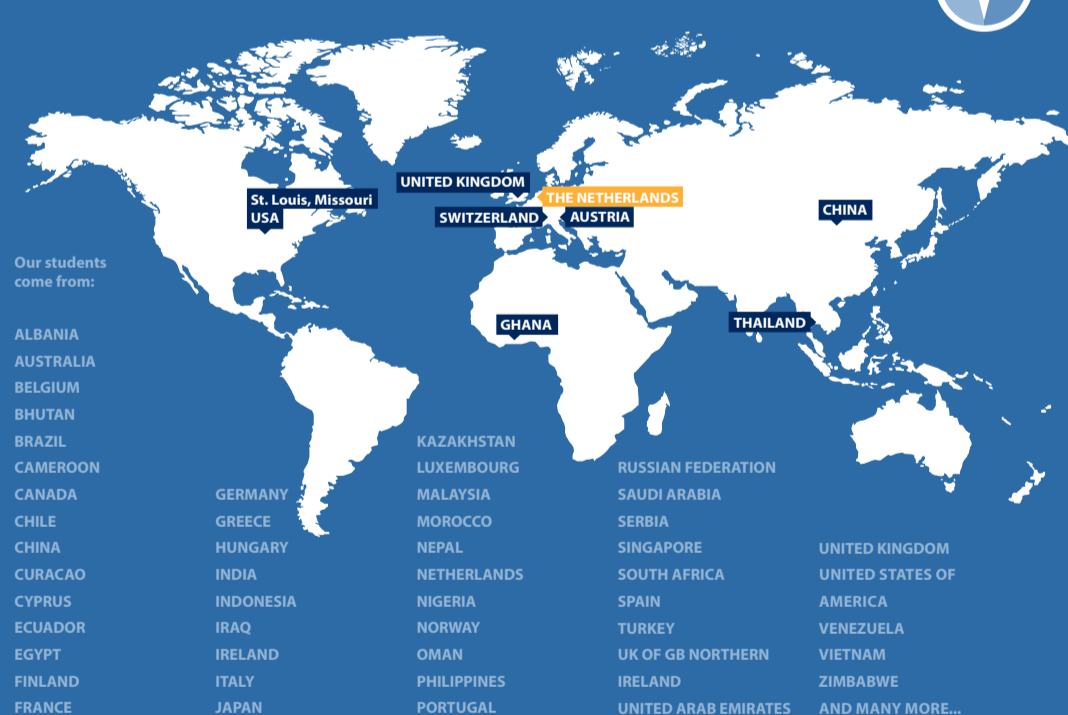 UNITED KINGDOM
THE NETHERLANDS
St. Louis, Missouri
USA
SWITZERLAND
AUSTRIA
CHINA
GHANA
THAILAND
Our students
come from:
ALBANIA
AUSTRALIA
BELGIUM
BHUTAN
BRAZIL
CAMEROON
CANADA
CHILE
CHINA
CURACAO
CYPRUS
ECUADOR
EGYPT
FINLAND
FRANCE
GERMANY
GREECE
HUNGARY
INDIA
INDONESIA
IRAQ
IRELAND
ITALY
JAPAN
KAZAKHSTAN
LUXEMBOURG
MALAYSIA
MOROCCO
NEPAL
NETHERLANDS
NIGERIA
NORWAY
OMAN
PHILIPPINES
PORTUGAL
RUSSIAN FEDERATION
SAUDI ARABIA
SERBIA
SINGAPORE
SOUTH AFRICA
SPAIN
TURKEY
UK OF GB NORTHERN
IRELAND
UNITED ARAB EMIRATES
UNITED KINGDOM
UNITED STATES OF
AMERICA
VENEZUELA
VIETNAM
ZIMBABWE
AND MANY MORE...